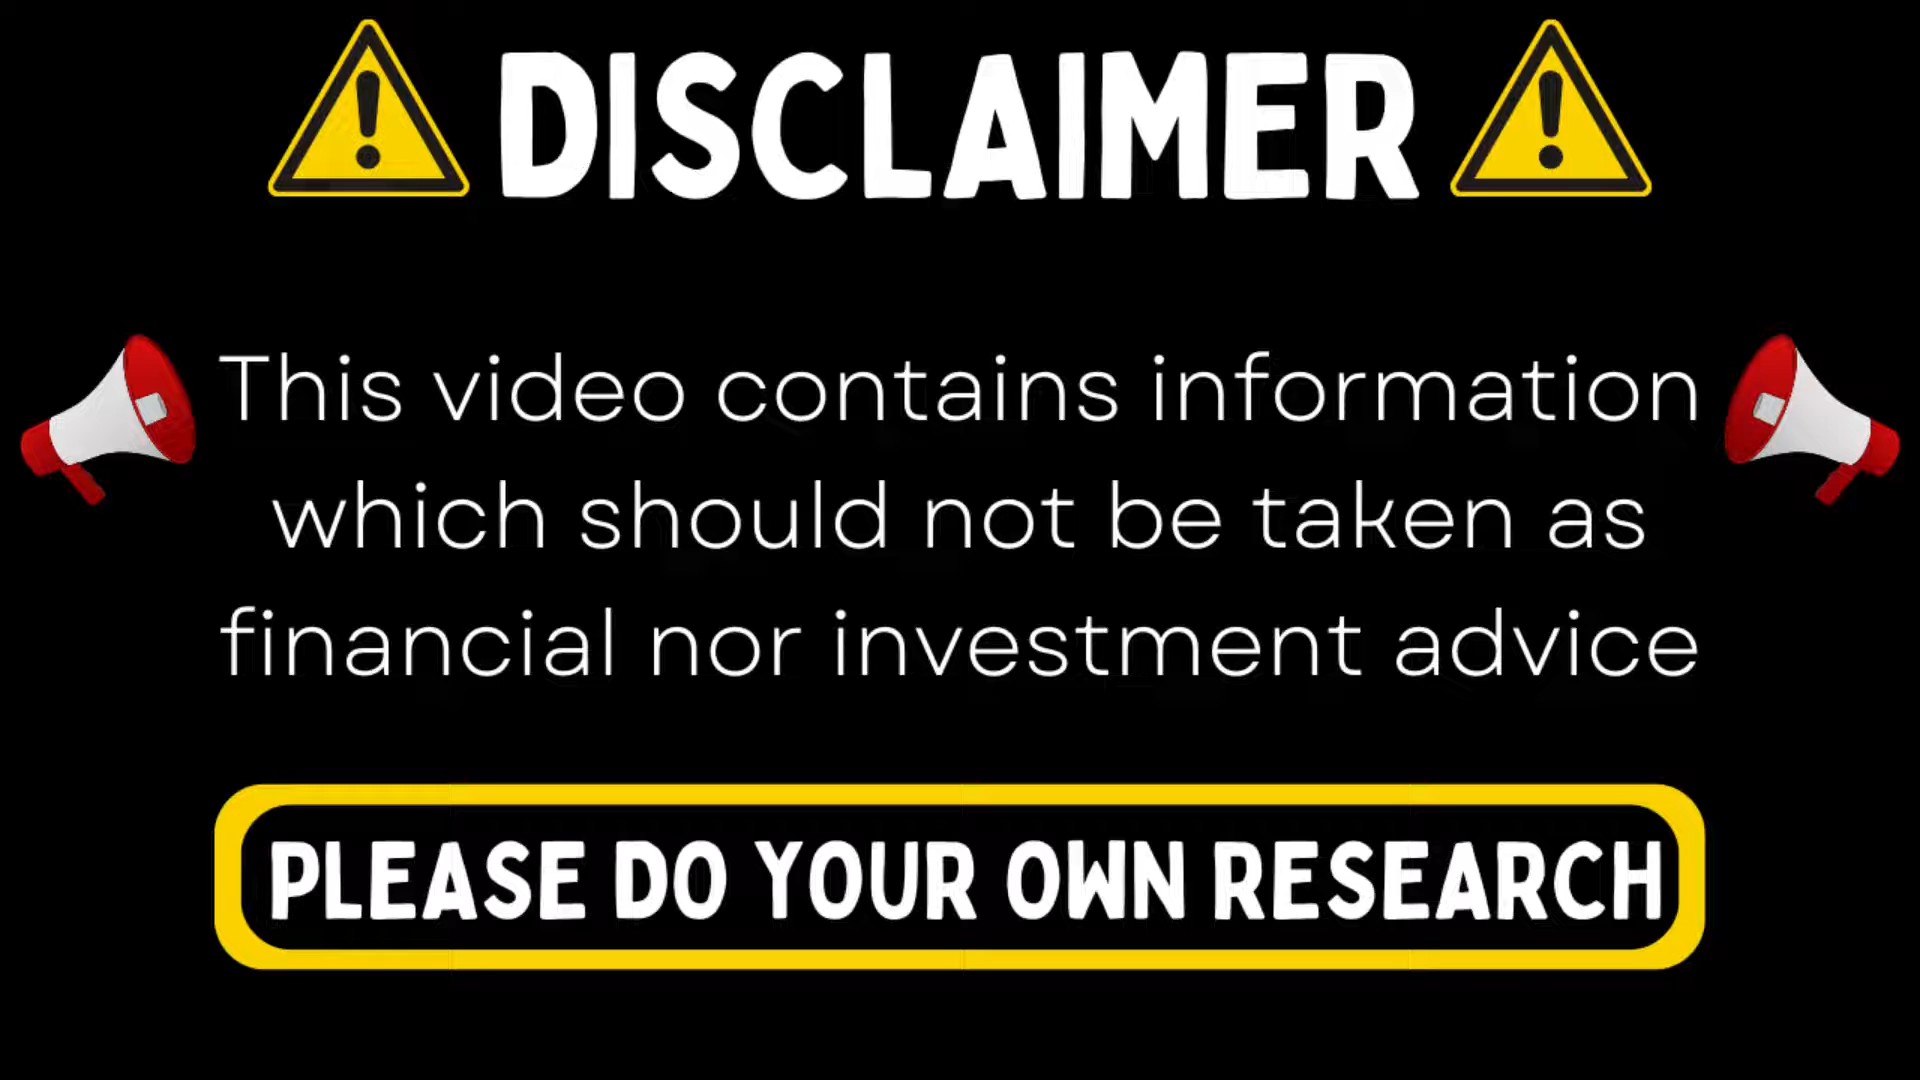 DISCLAIMER
This video contains information
which should not be taken as
financial nor investment advice
PLEASE DO YOUR OWN RESEARCH